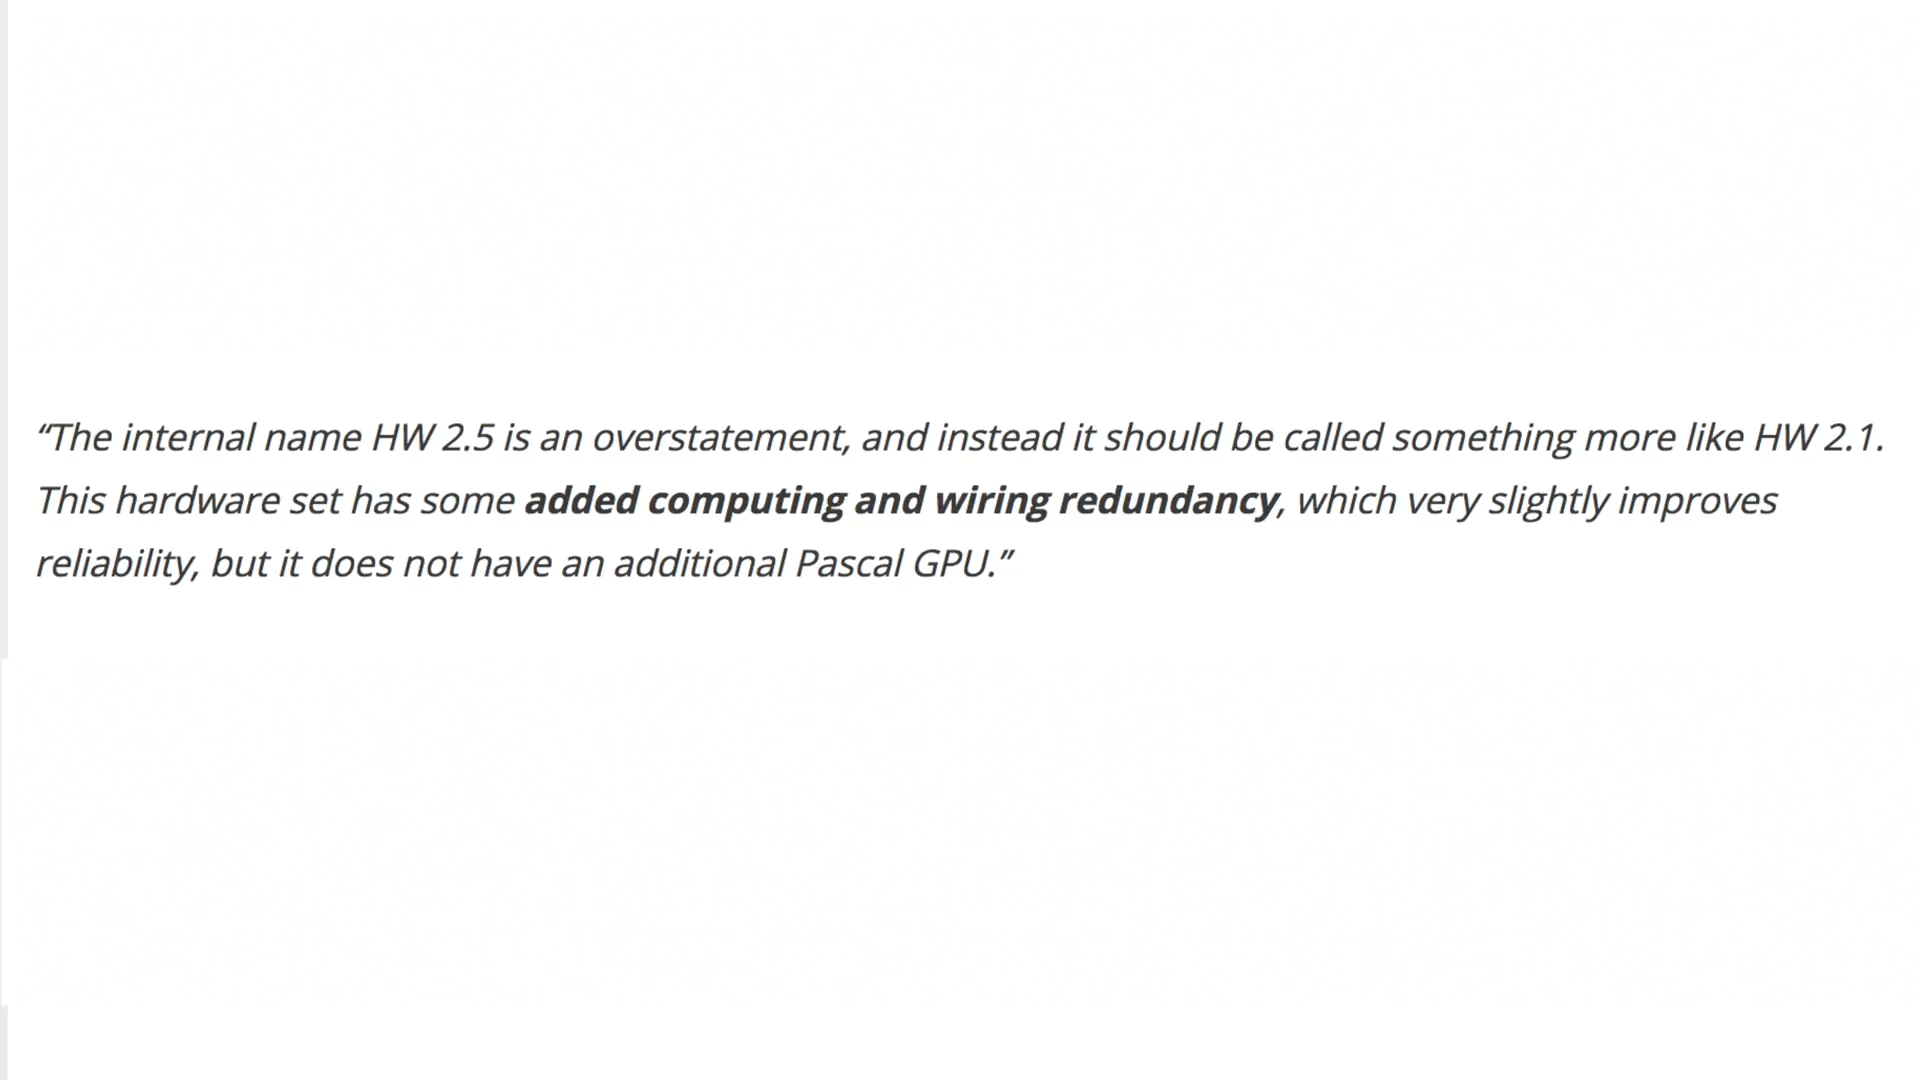 “The internal name HW 2.5 is an overstatement, and instead it should be called something more like HW 2.1.
This hardware set has some added computing and wiring redundancy, which very slightly improves
reliability, but it does not have an additional Pascal GPU.”